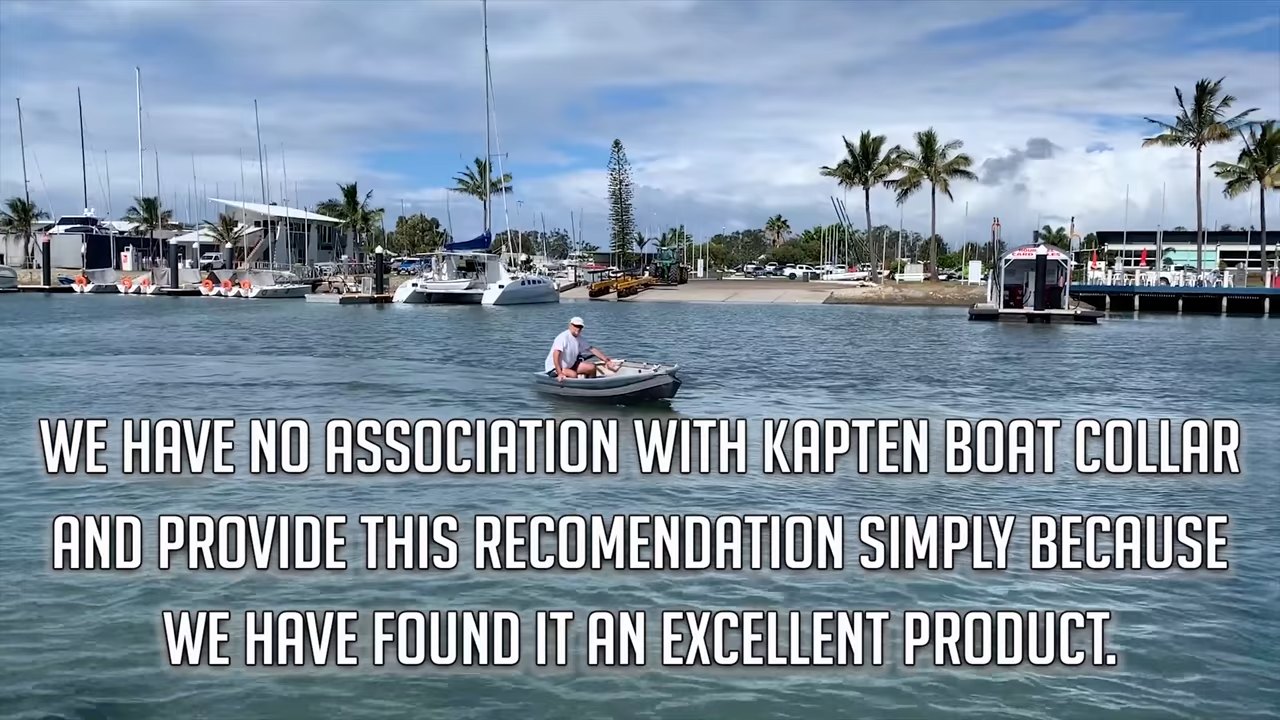 WE HAVE NO ASSOCIATION WITH KAPTEN BOAT COLLAR
AND PROVIDE THIS RECOMENDATION SIMPLY BECAUSE
WE HAVE FOUND IT AN EXCELLENT PRODUCT.